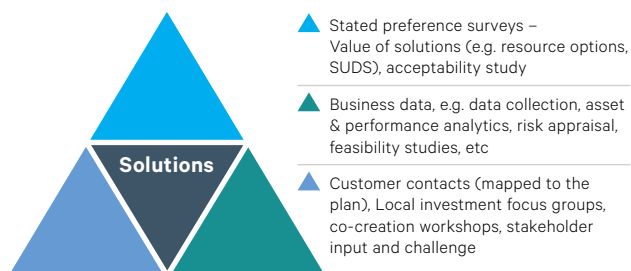 Solutions
Stated preference surveys –
Value of solutions (e.g. resource options,
SUDS), acceptability study
Business data, e.g. data collection, asset
& performance analytics, risk appraisal,
feasibility studies, etc
Customer contacts (mapped to the
plan), Local investment focus groups,
co-creation workshops, stakeholder
input and challenge